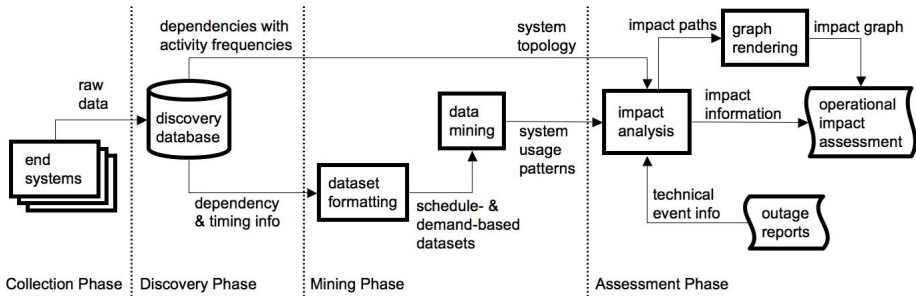 dependencies with
activity frequencies
system
topology
impact paths
graph
rendering
impact graph
raw
data
discovery
database
data
mining
impact
analysis
impact
information
operational
impact
assessment
end
systems
system
usage
patterns
dependency
& timing info
dataset
formatting
schedule- &
demand-based
datasets
technical
event info
outage
reports
Collection Phase
Discovery Phase
Mining Phase
Assessment Phase